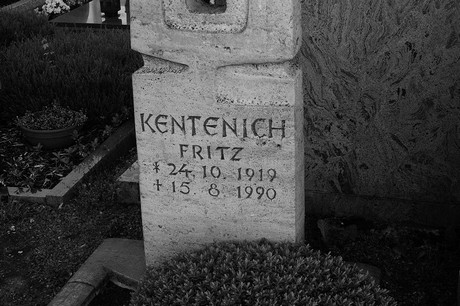 KENTENICH
FRITZ
* 24. 10. 1919
† 15. 8. 1990